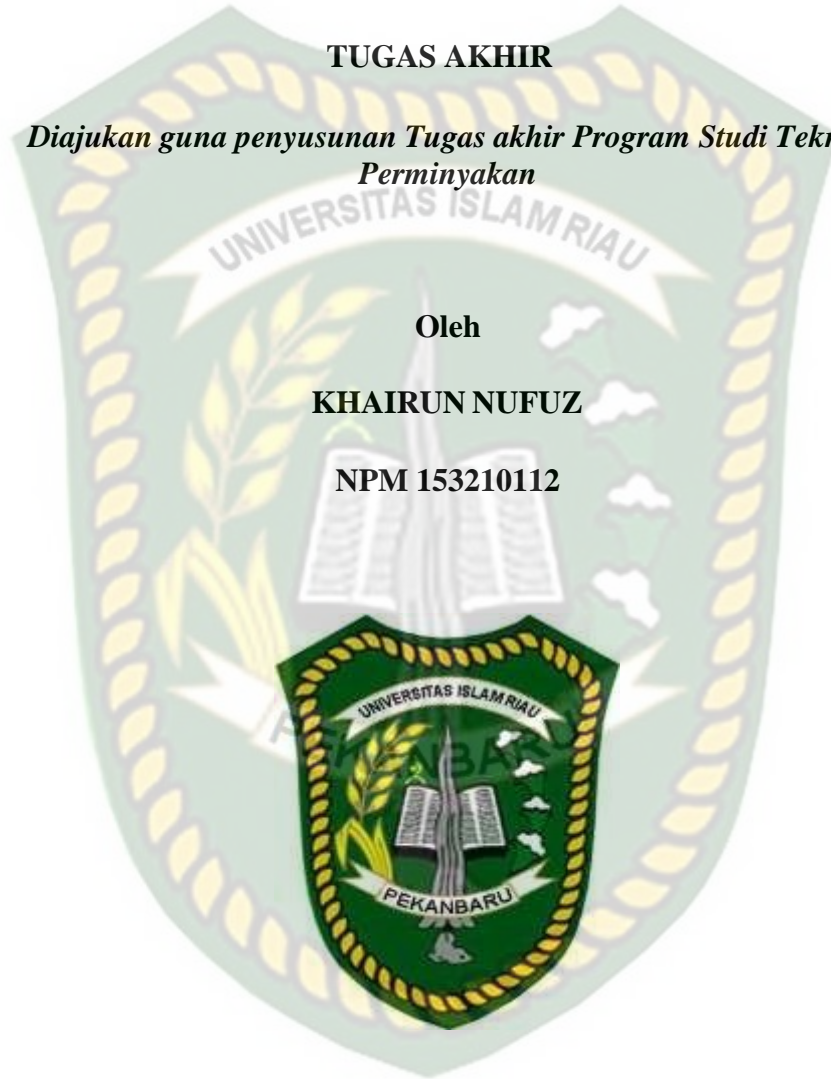 TUGAS AKHIR
Diajukan guna penyusunan Tugas akhir Program Studi Tekn
Perminyakan
UNIVERSITAS ISLAM RIAU
Oleh
KHAIRUN NUFUZ
NPM 153210112
UNIVERSITAS ISLAM RIAU
PEKANBARU
PEKANBARU